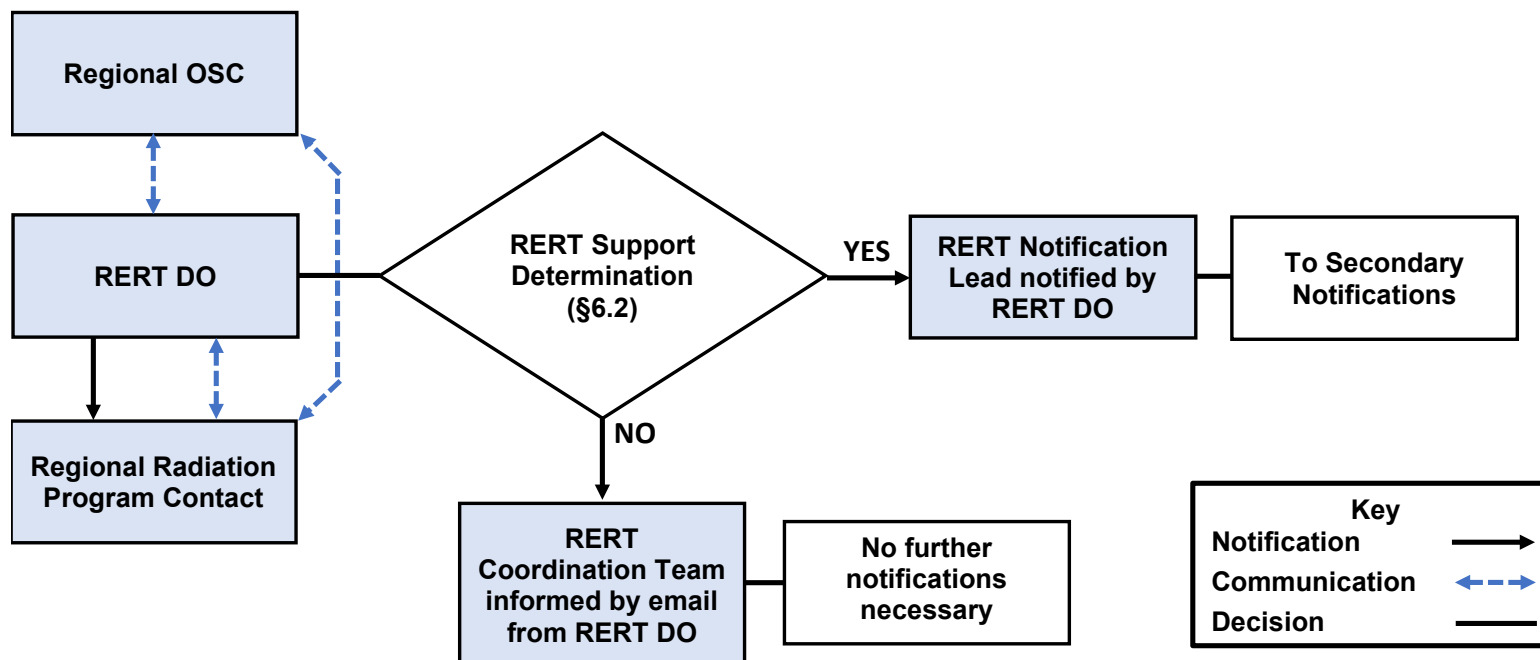 Regional OSC
RERT DO
Regional Radiation
Program Contact
RERT Support
Determination
(§6.2)
YES
RERT Notification
Lead notified by
RERT DO
To Secondary
Notifications
NO
RERT
Coordination Team
informed by email
from RERT DO
No further
notifications
necessary
Key
Notification
Communication
Decision